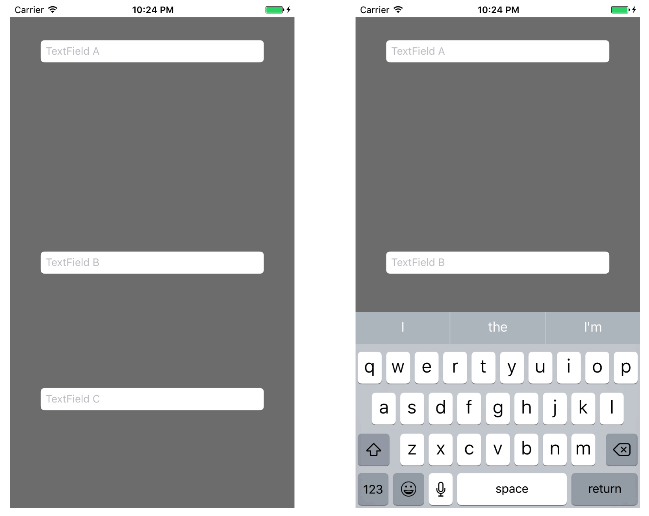 Carrier 10:24 PM
TextField A
TextField B
TextField C
Carrier 10:24 PM
TextField A
TextField B
I the I'm
q w e r t y u i o p
a s d f g h j k l
z x c v b n m
123 space return